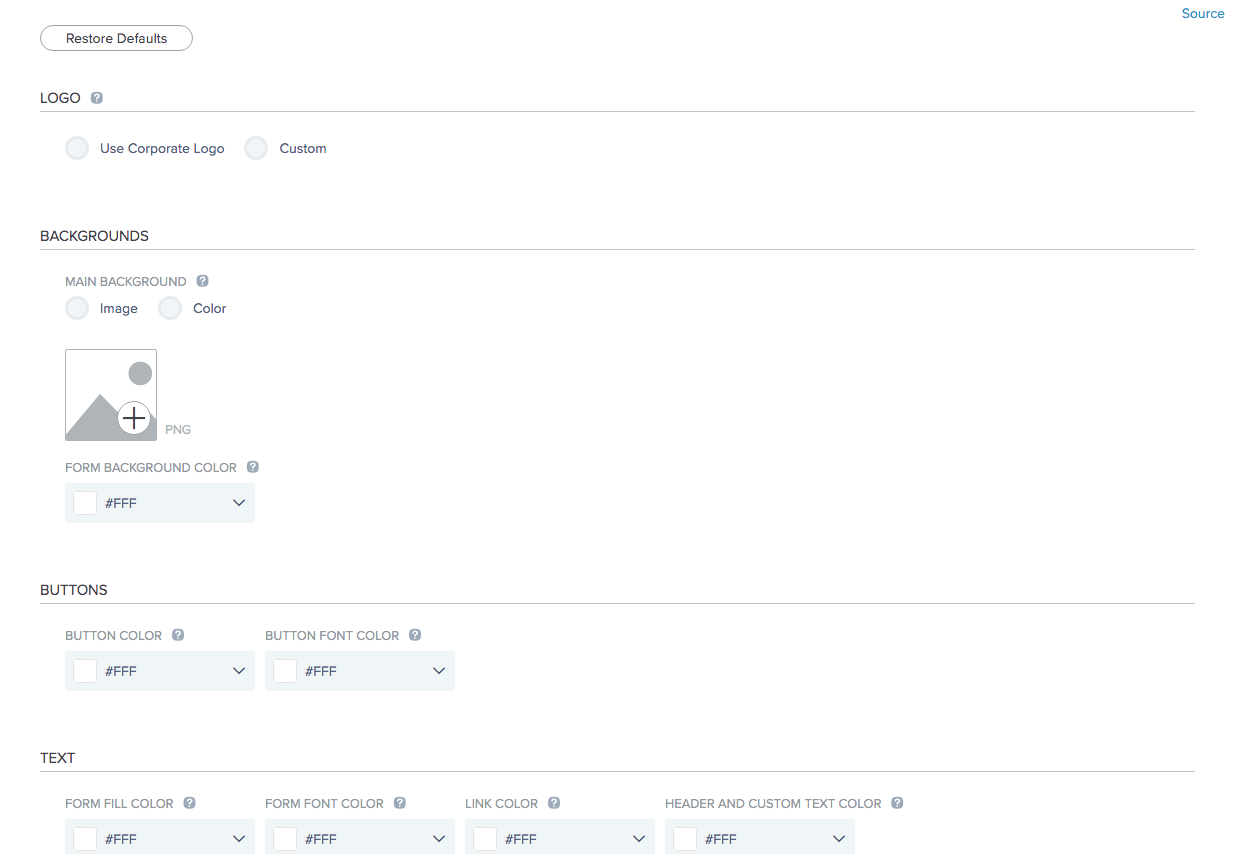 Source
Restore Defaults
LOGO ?
Use Corporate Logo Custom
BACKGROUNDS
MAIN BACKGROUND ?
Image Color
PNG
FORM BACKGROUND COLOR ?
#FFF
BUTTONS
BUTTON COLOR ? BUTTON FONT COLOR ?
#FFF #FFF
TEXT
FORM FILL COLOR ? FORM FONT COLOR ? LINK COLOR ? HEADER AND CUSTOM TEXT COLOR ?
#FFF #FFF #FFF #FFF